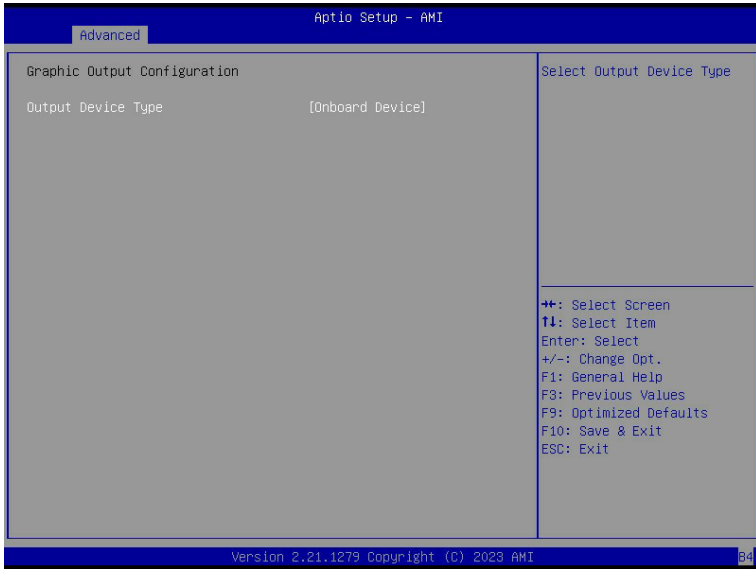 Aptio Setup – AMI
Advanced
Graphic Output Configuration
Output Device Type [Onboard Device]
Select Output Device Type
→←: Select Screen
↑↓: Select Item
Enter: Select
+/-: Change Opt.
F1: General Help
F3: Previous Values
F9: Optimized Defaults
F10: Save & Exit
ESC: Exit
Version 2.21.1279 Copyright (C) 2023 AMI
B4